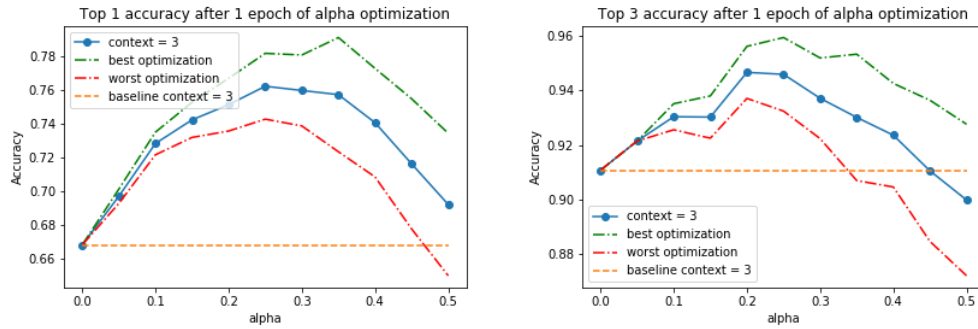 Top 1 accuracy after 1 epoch of alpha optimization
context = 3
best optimization
worst optimization
baseline context = 3
Accuracy
0.78
0.76
0.74
0.72
0.70
0.68
0.66
0.0 0.1 0.2 0.3 0.4 0.5
alpha
Top 3 accuracy after 1 epoch of alpha optimization
Accuracy
0.96
0.94
0.92
0.90
0.88
context = 3
best optimization
worst optimization
baseline context = 3
0.0 0.1 0.2 0.3 0.4 0.5
alpha